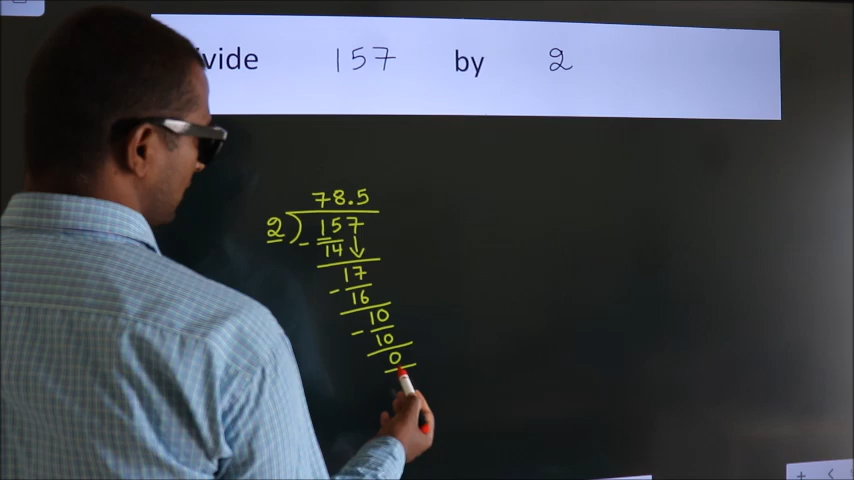 vide 157 by 2
78.5
2 ) 157
- 14 ↓
17
- 16
10
- 10
0